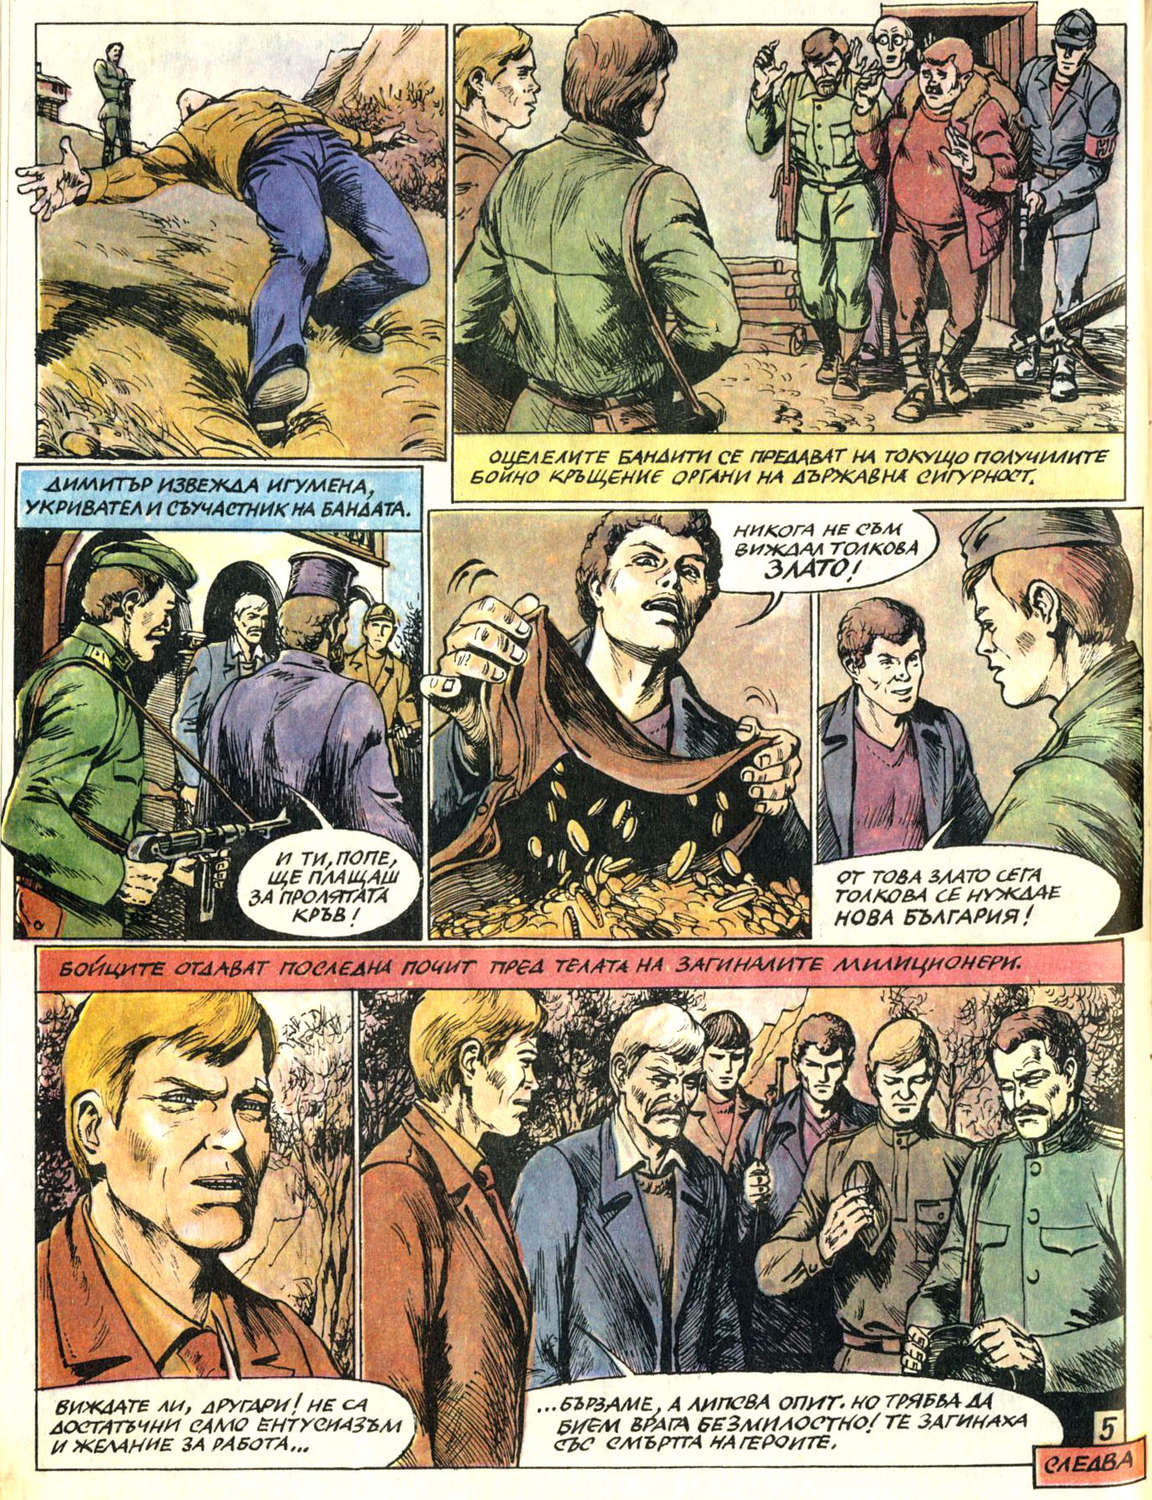 ОЦЕЛЕЛИТЕ БАНДИТИ СЕ ПРЕДАВАТ НА ТОКУЩО ПОЛУЧИЛИТЕ
БОЙНО КРЪЩЕНИЕ ОРГАНИ НА ДЪРЖАВНА СИГУРНОСТ.
ДИМИТЪР ИЗВЕЖДА ИГУМЕНА,
УКРИВАТЕЛ И СЪУЧАСТНИК НА БАНДАТА.
И ТИ, ПОПЕ,
ЩЕ ПЛАЩАШ
ЗА ПРОЛЯТАТА
КРЪВ!
НИКОГА НЕ СЪМ
ВИЖДАЛ ТОЛКОВА
ЗЛАТО!
ОТ ТОВА ЗЛАТО СЕГА
ТОЛКОВА СЕ НУЖДАЕ
НОВА БЪЛГАРИЯ!
БОЙЦИТЕ ОТДАВАТ ПОСЛЕДНА ПОЧИТ ПРЕД ТЕЛАТА НА ЗАГИНАЛИТЕ МИЛИЦИОНЕРИ.
ВИЖДАТЕ ЛИ, ДРУГАРИ! НЕ СА
ДОСТАТЪЧНИ САМО ЕНТУСИАЗЪМ
И ЖЕЛАНИЕ ЗА РАБОТА...
...БЪРЗАМЕ, А ЛИПСВА ОПИТ. НО ТРЯБВА ДА
БИЕМ ВРАГА БЕЗМИЛОСТНО! ТЕ ЗАГИНАХА
СЪС СМЪРТТА НА ГЕРОИТЕ.
5
СЛЕДВА